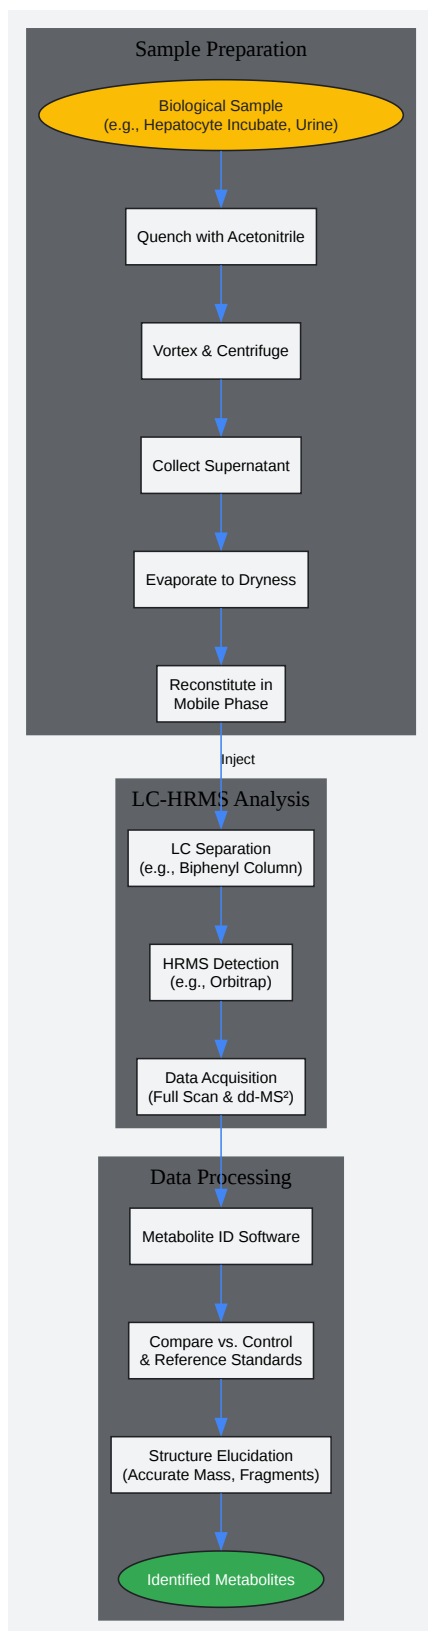 Sample Preparation
Biological Sample
(e.g., Hepatocyte Incubate, Urine)
Quench with Acetonitrile
Vortex & Centrifuge
Collect Supernatant
Evaporate to Dryness
Reconstitute in
Mobile Phase
Inject
LC-HRMS Analysis
LC Separation
(e.g., Biphenyl Column)
HRMS Detection
(e.g., Orbitrap)
Data Acquisition
(Full Scan & dd-MS²)
Data Processing
Metabolite ID Software
Compare vs. Control
& Reference Standards
Structure Elucidation
(Accurate Mass, Fragments)
Identified Metabolites